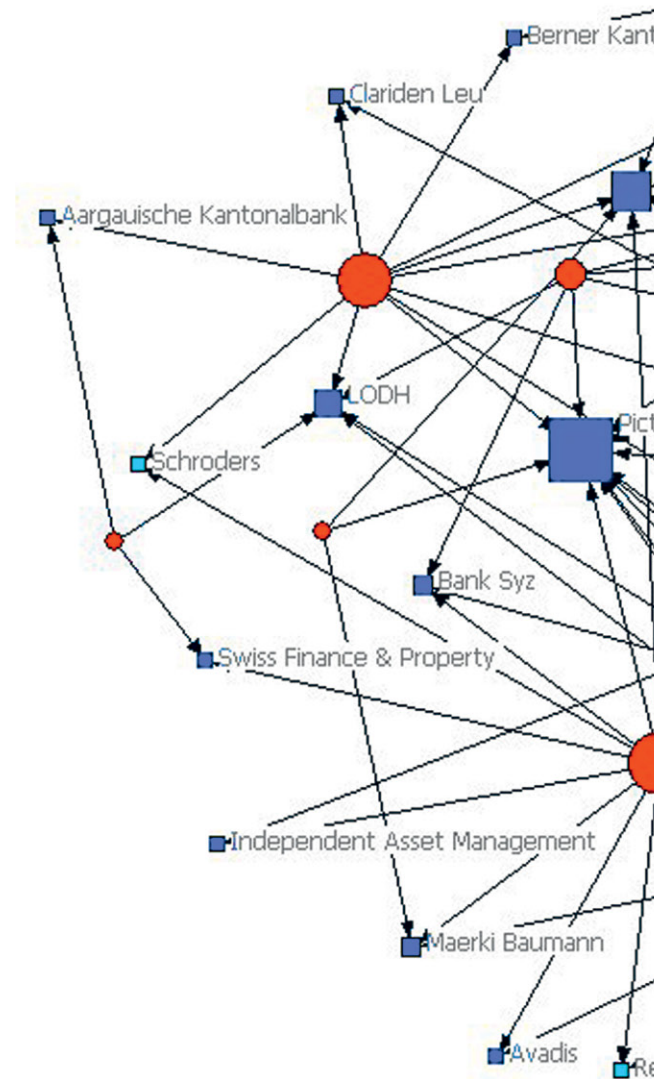 Berner Kant
Clariden Leu
Aargauische Kantonalbank
LODH
Pict
Schroders
Bank Syz
Swiss Finance & Property
Independent Asset Management
Maerki Baumann
Avadis
Re